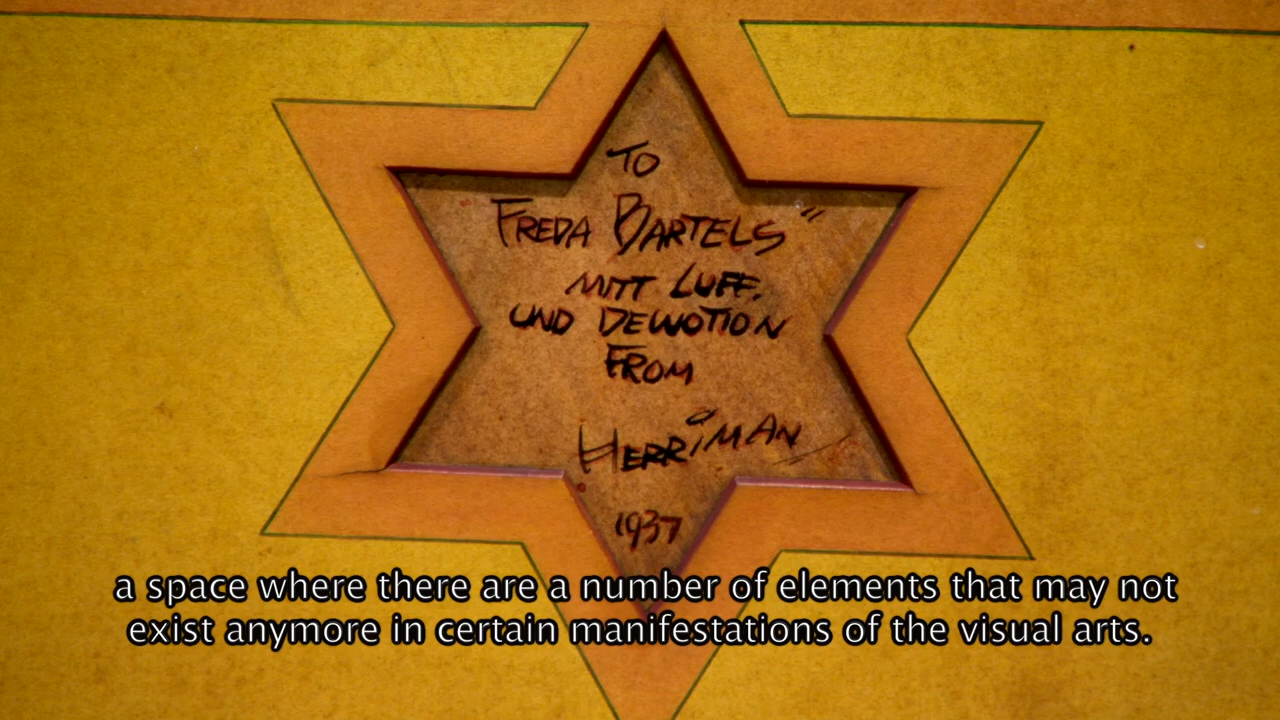 TO
FREDA BARTELS"
MITT LUFF,
UND DEWOTION
FROM
HERRIMAN
1937
a space where there are a number of elements that may not
exist anymore in certain manifestations of the visual arts.